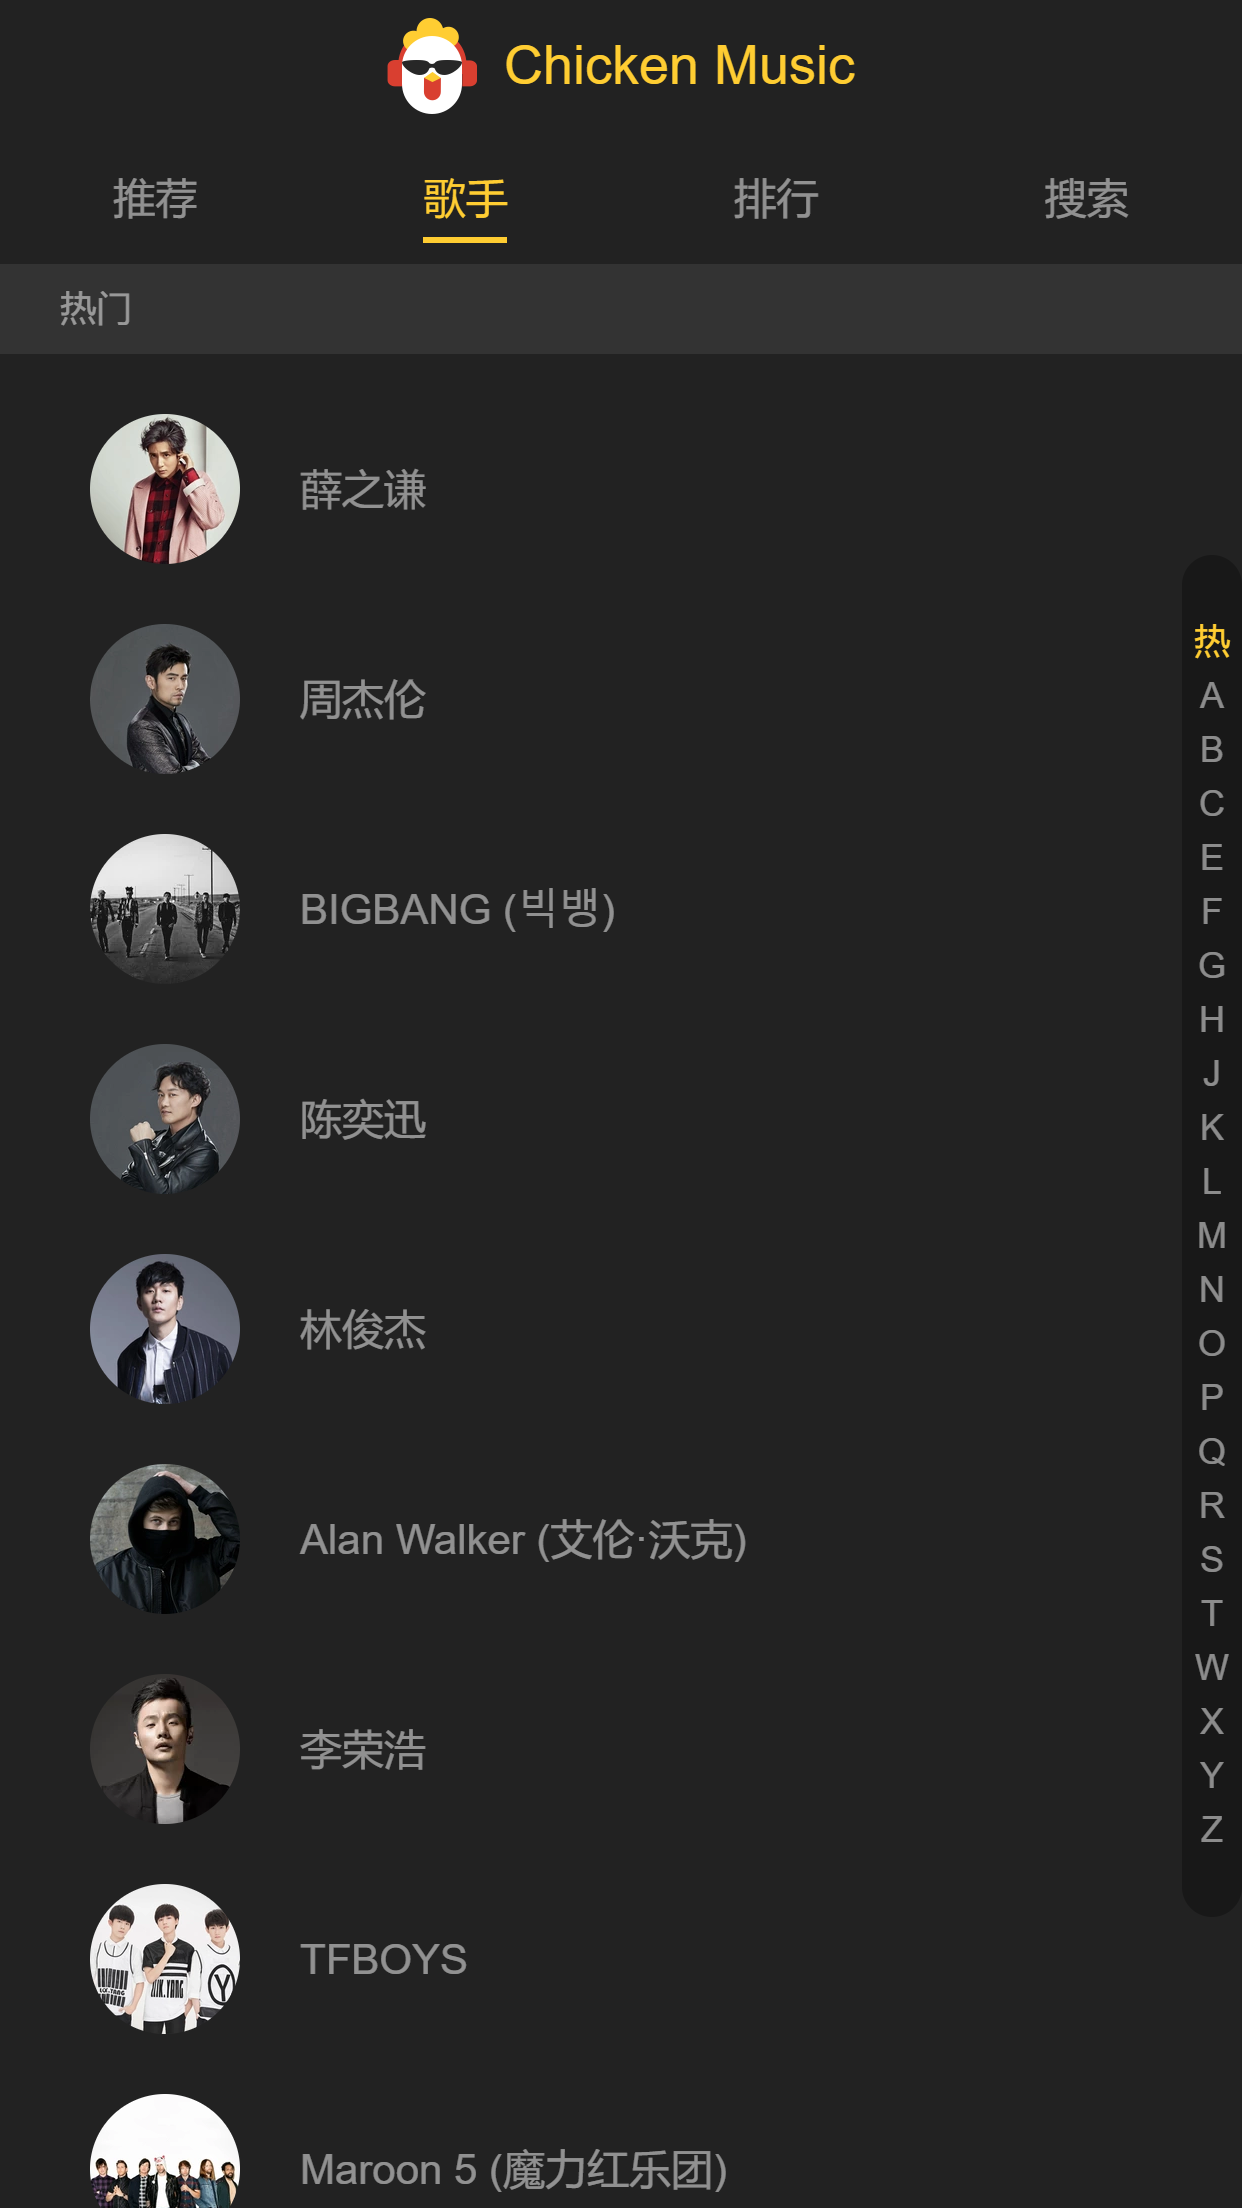 Chicken Music
推荐 歌手 排行 搜索
热门
薛之谦
周杰伦
BIGBANG (빅뱅)
陈奕迅
林俊杰
Alan Walker (艾伦·沃克)
李荣浩
TFBOYS
Maroon 5 (魔力红乐团)
热
A
B
C
E
F
G
H
J
K
L
M
N
O
P
Q
R
S
T
W
X
Y
Z